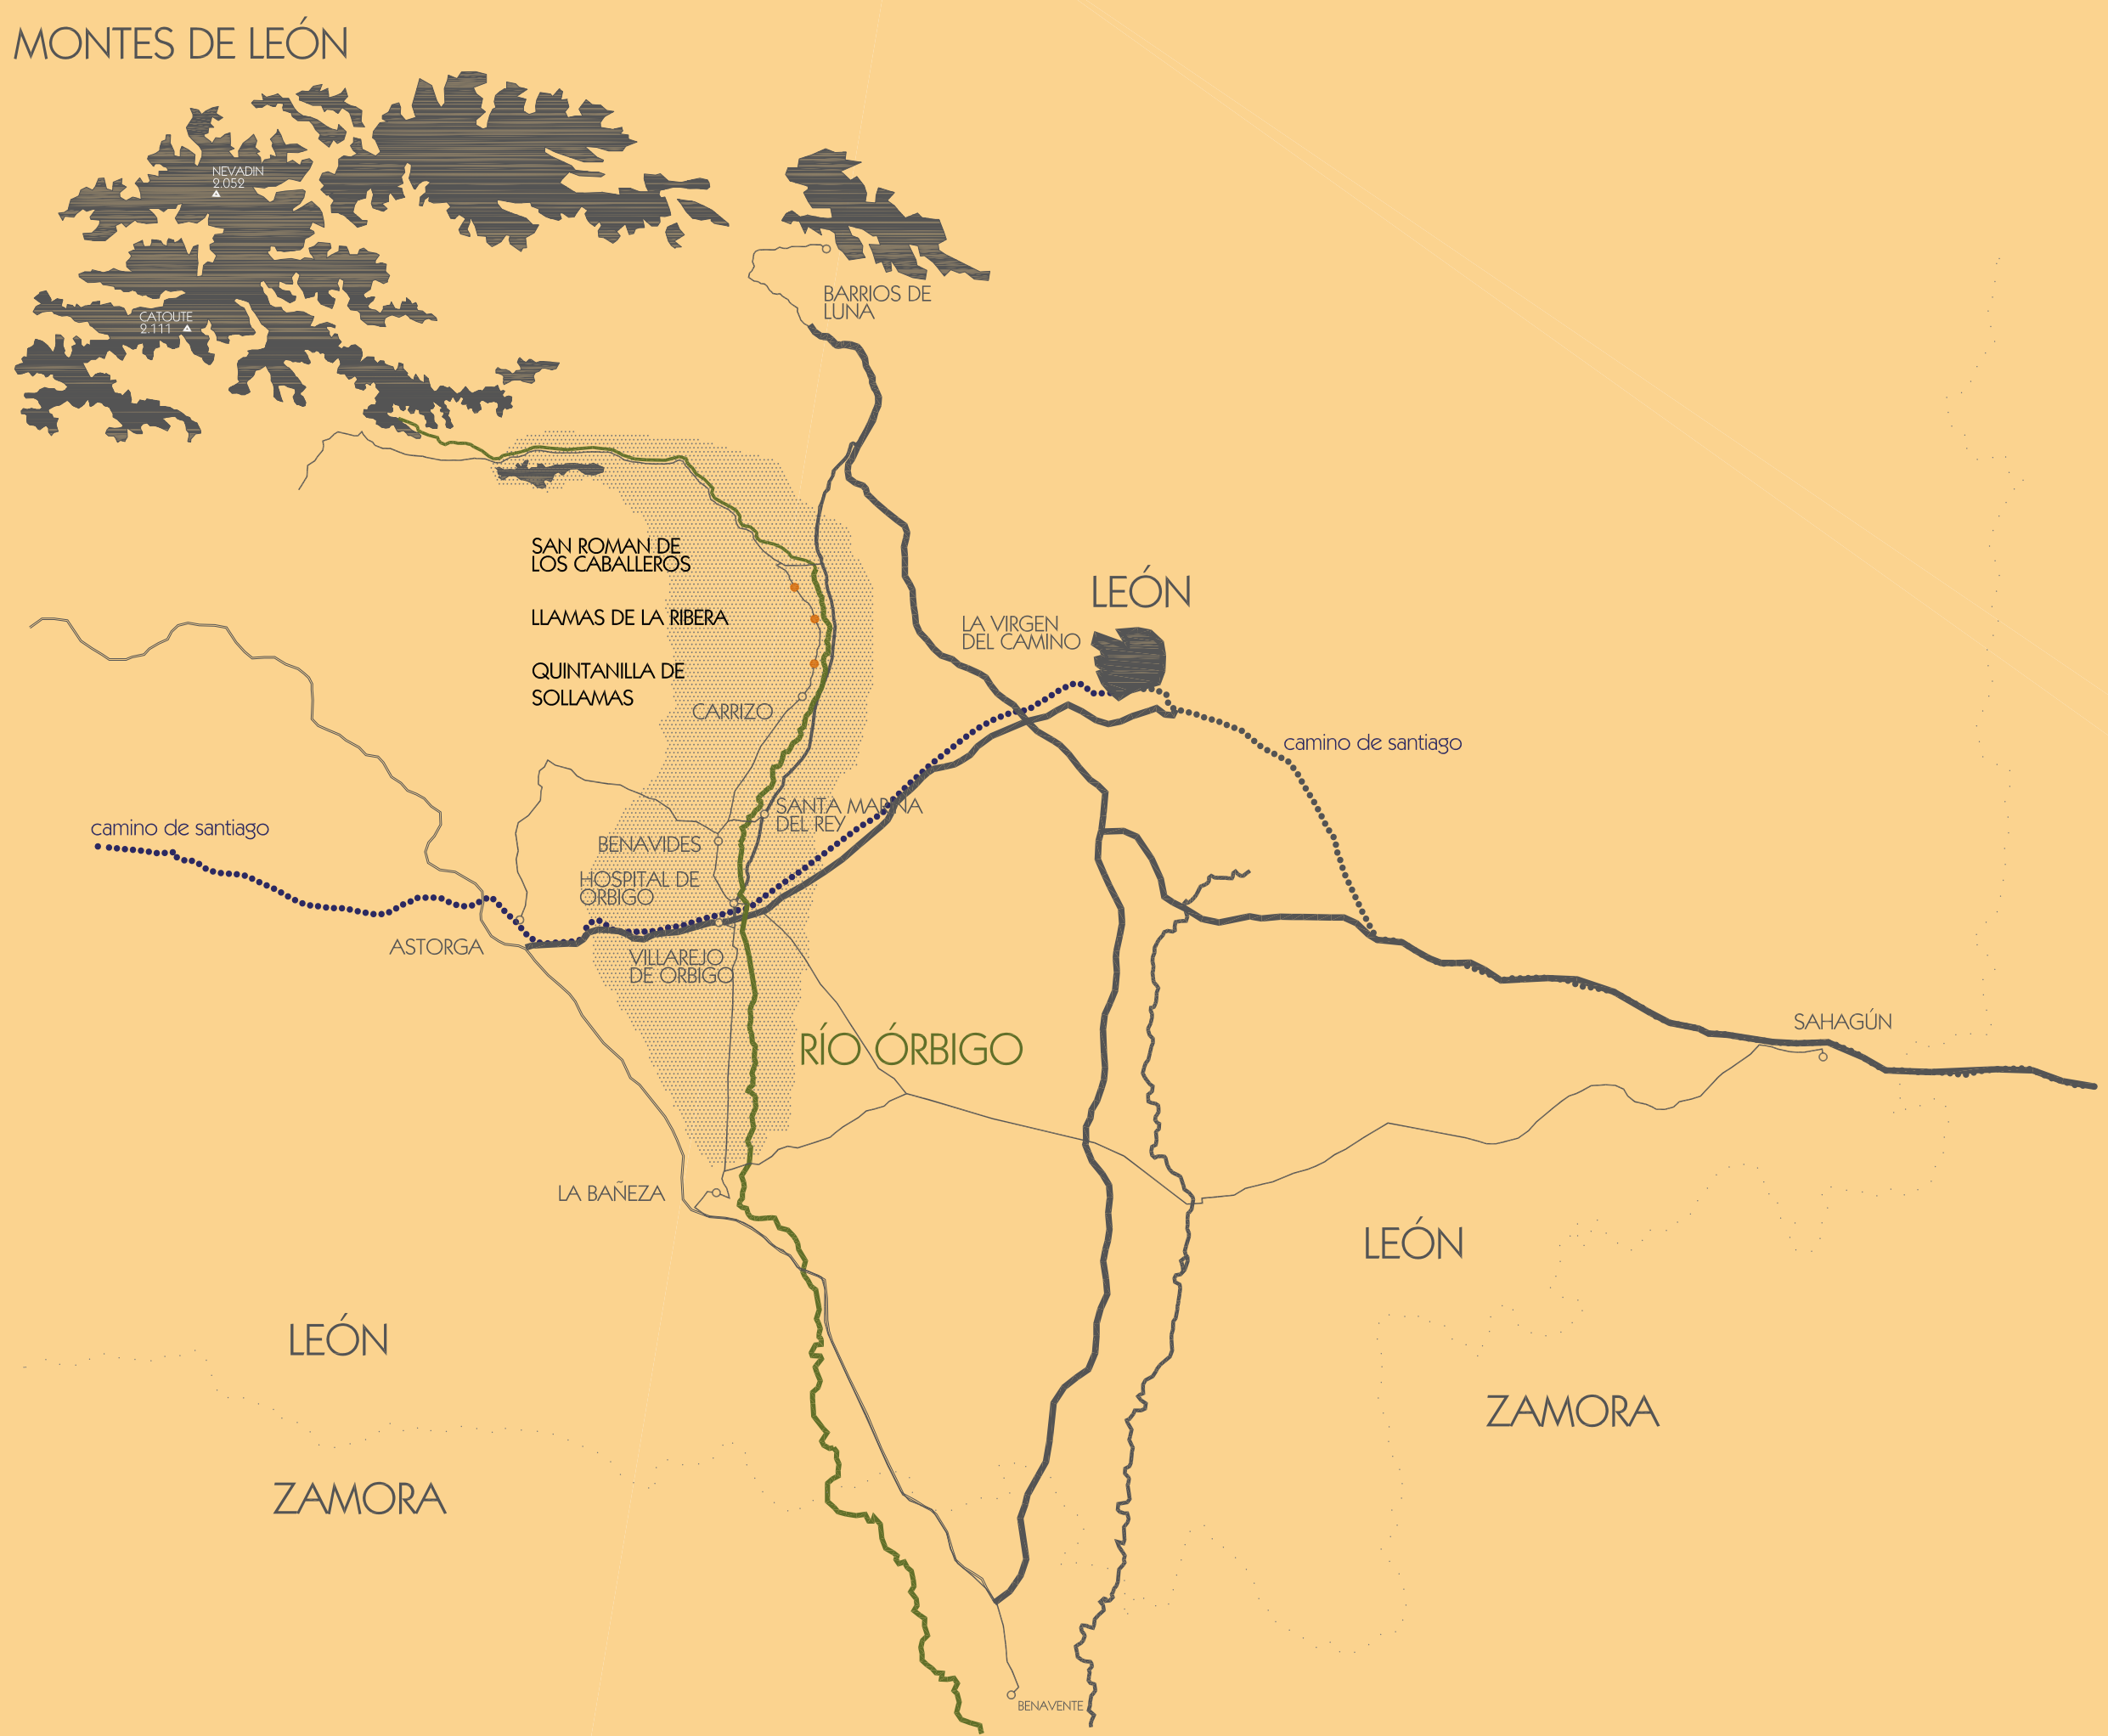 MONTES DE LEÓN
NEVADIN
2.052
BARRIOS DE
LUNA
CATOUTE
2.111
SAN ROMAN DE
LOS CABALLEROS
LEÓN
LLAMAS DE LA RIBERA
LA VIRGEN
DEL CAMINO
QUINTANILLA DE
SOLLAMAS
CARRIZO
camino de santiago
SANTA MARINA
DEL REY
camino de santiago
BENAVIDES
HOSPITAL DE
ORBIGO
ASTORGA
VILLAREJO
DE ORBIGO
SAHAGÚN
RÍO ÓRBIGO
LA BAÑEZA
LEÓN
LEÓN
ZAMORA
ZAMORA
BENAVENTE